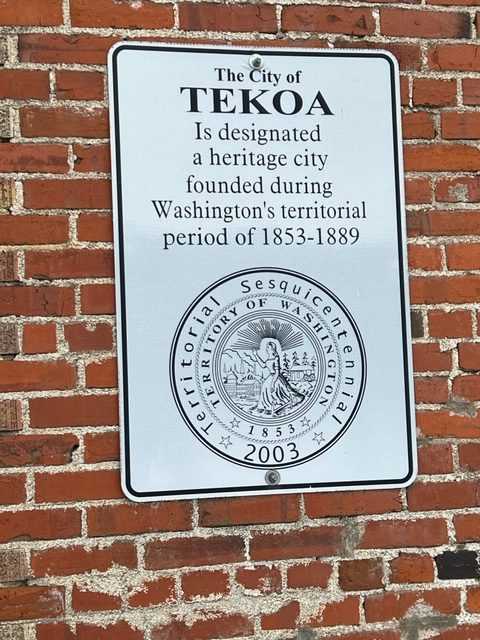 The City of
TEKOA
Is designated
a heritage city
founded during
Washington's territorial
period of 1853-1889
Territorial Sesquicentennial
TERRITORY OF WASHINGTON
1853
2003